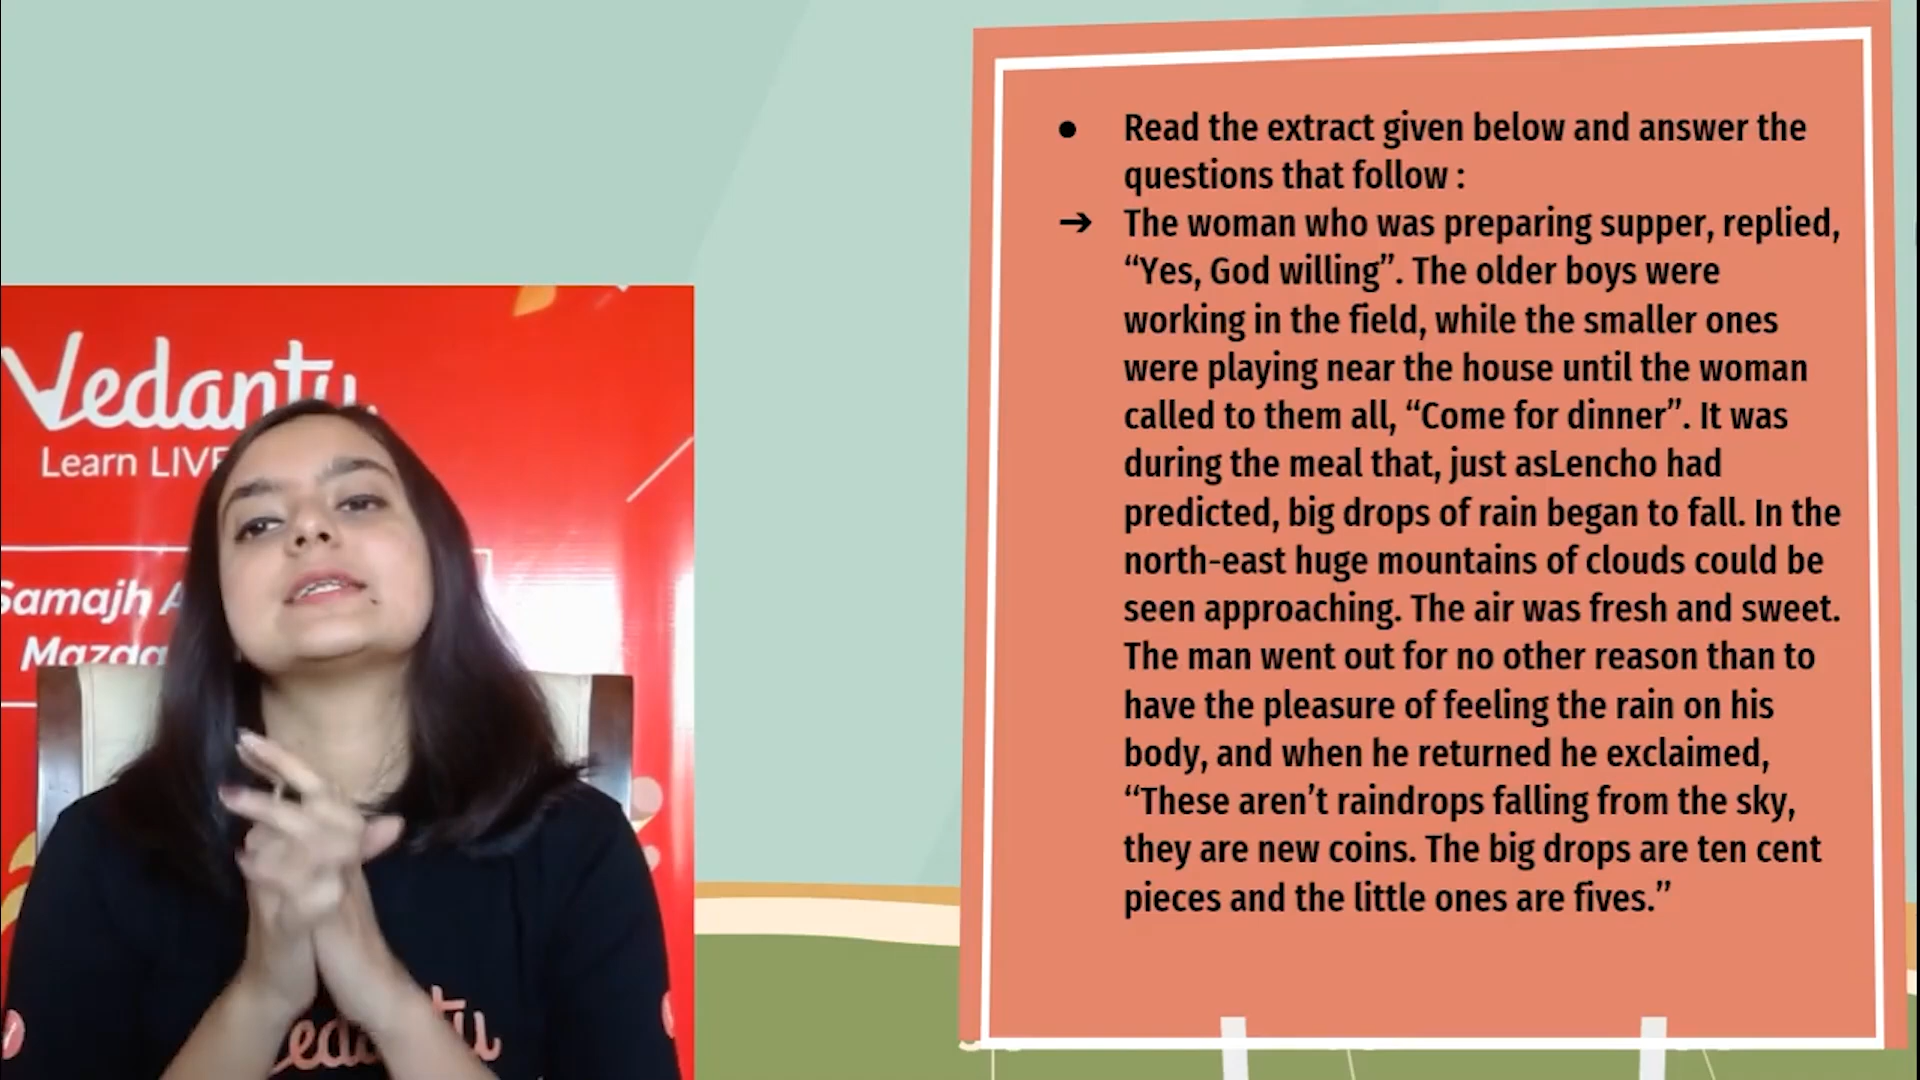 Vedantu
Learn LIVE
Samajh A
Mazaa
● Read the extract given below and answer the
questions that follow :
➔ The woman who was preparing supper, replied,
“Yes, God willing”. The older boys were
working in the field, while the smaller ones
were playing near the house until the woman
called to them all, “Come for dinner”. It was
during the meal that, just asLencho had
predicted, big drops of rain began to fall. In the
north-east huge mountains of clouds could be
seen approaching. The air was fresh and sweet.
The man went out for no other reason than to
have the pleasure of feeling the rain on his
body, and when he returned he exclaimed,
“These aren’t raindrops falling from the sky,
they are new coins. The big drops are ten cent
pieces and the little ones are fives.”